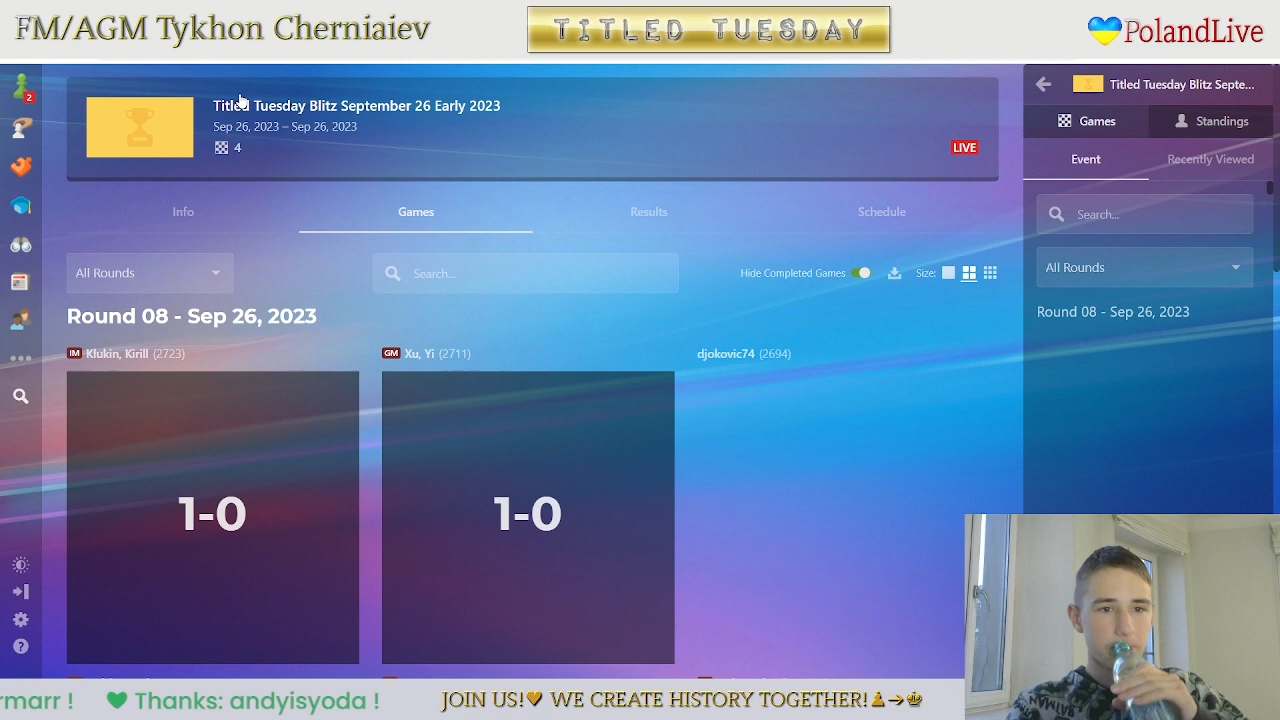 FM/AGM Tykhon Cherniaiev
TITLED TUESDAY
PolandLive
2
Titled Tuesday Blitz September 26 Early 2023
Sep 26, 2023 – Sep 26, 2023
4
LIVE
Info
Games
Results
Schedule
All Rounds
Search...
Hide Completed Games
Size:
Round 08 - Sep 26, 2023
IM Klukin, Kirill (2723)
GM Xu, Yi (2711)
djokovic74 (2694)
1-0
1-0
Titled Tuesday Blitz Septe...
Games
Standings
Event
Recently Viewed
Search...
All Rounds
Round 08 - Sep 26, 2023
rmarr !
Thanks: andyisyoda !
JOIN US! WE CREATE HISTORY TOGETHER!